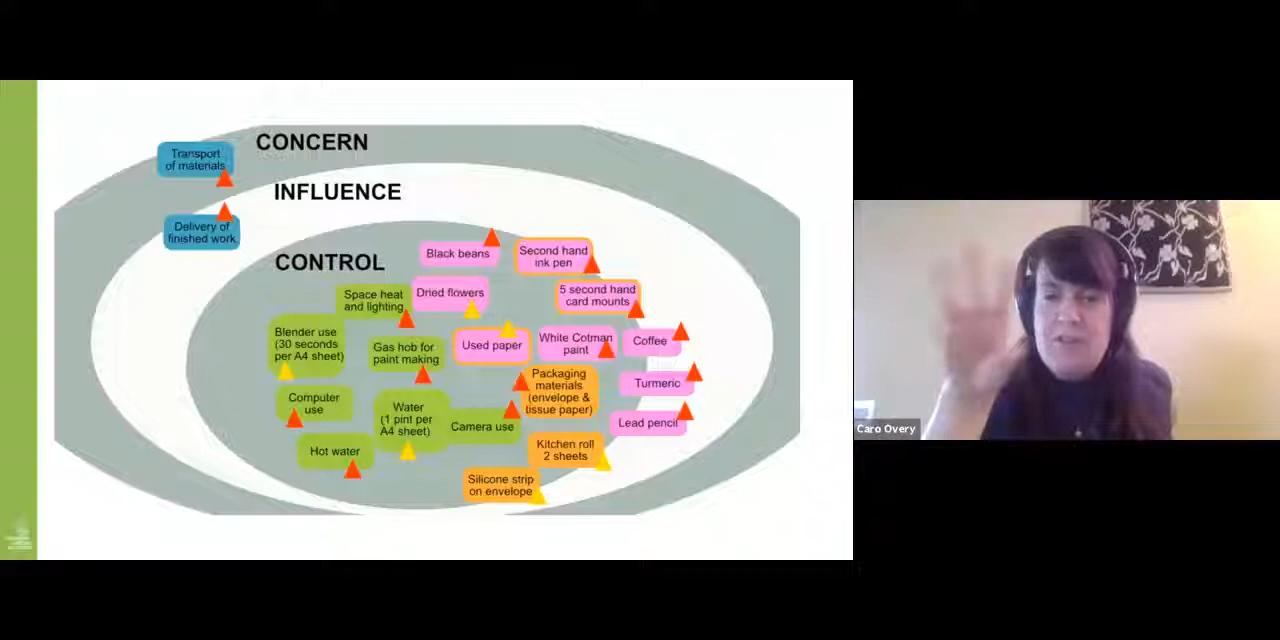 CONCERN
Transport
of materials
INFLUENCE
Delivery of
finished work
CONTROL
Black beans
Second hand
ink pen
Space heat
and lighting
Dried flowers
5 second hand
card mounts
Blender use
(30 seconds
per A4 sheet)
Gas hob for
paint making
Used paper
White Cotman
paint
Coffee
Packaging
materials
(envelope &
tissue paper)
Turmeric
Computer
use
Water
(1 pint per
A4 sheet)
Camera use
Lead pencil
Hot water
Kitchen roll
2 sheets
Silicone strip
on envelope
Caro Overy